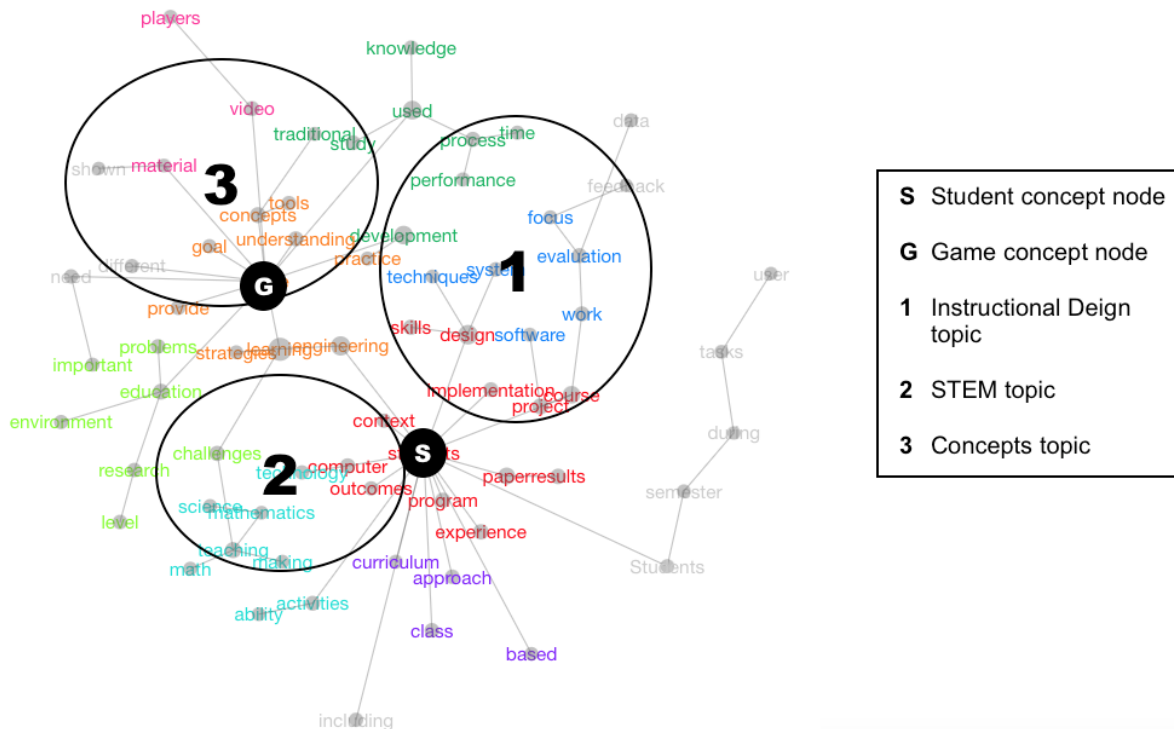 players
knowledge
video
used
data
traditional
time
study
process
shown
material
3
performance
feedback
tools
concepts
focus
development
goal
understanding
evaluation
practice
different
need
techniques
system
1
user
G
provide
work
skills
design
software
problems
strategies
learning
engineering
tasks
important
education
implementation
course
project
environment
context
during
challenges
S
research
2
technology
computer
paper
results
outcomes
semester
program
science
mathematics
level
experience
teaching
making
math
curriculum
approach
Students
activities
ability
class
based
including
S Student concept node
G Game concept node
1 Instructional Deign
topic
2 STEM topic
3 Concepts topic